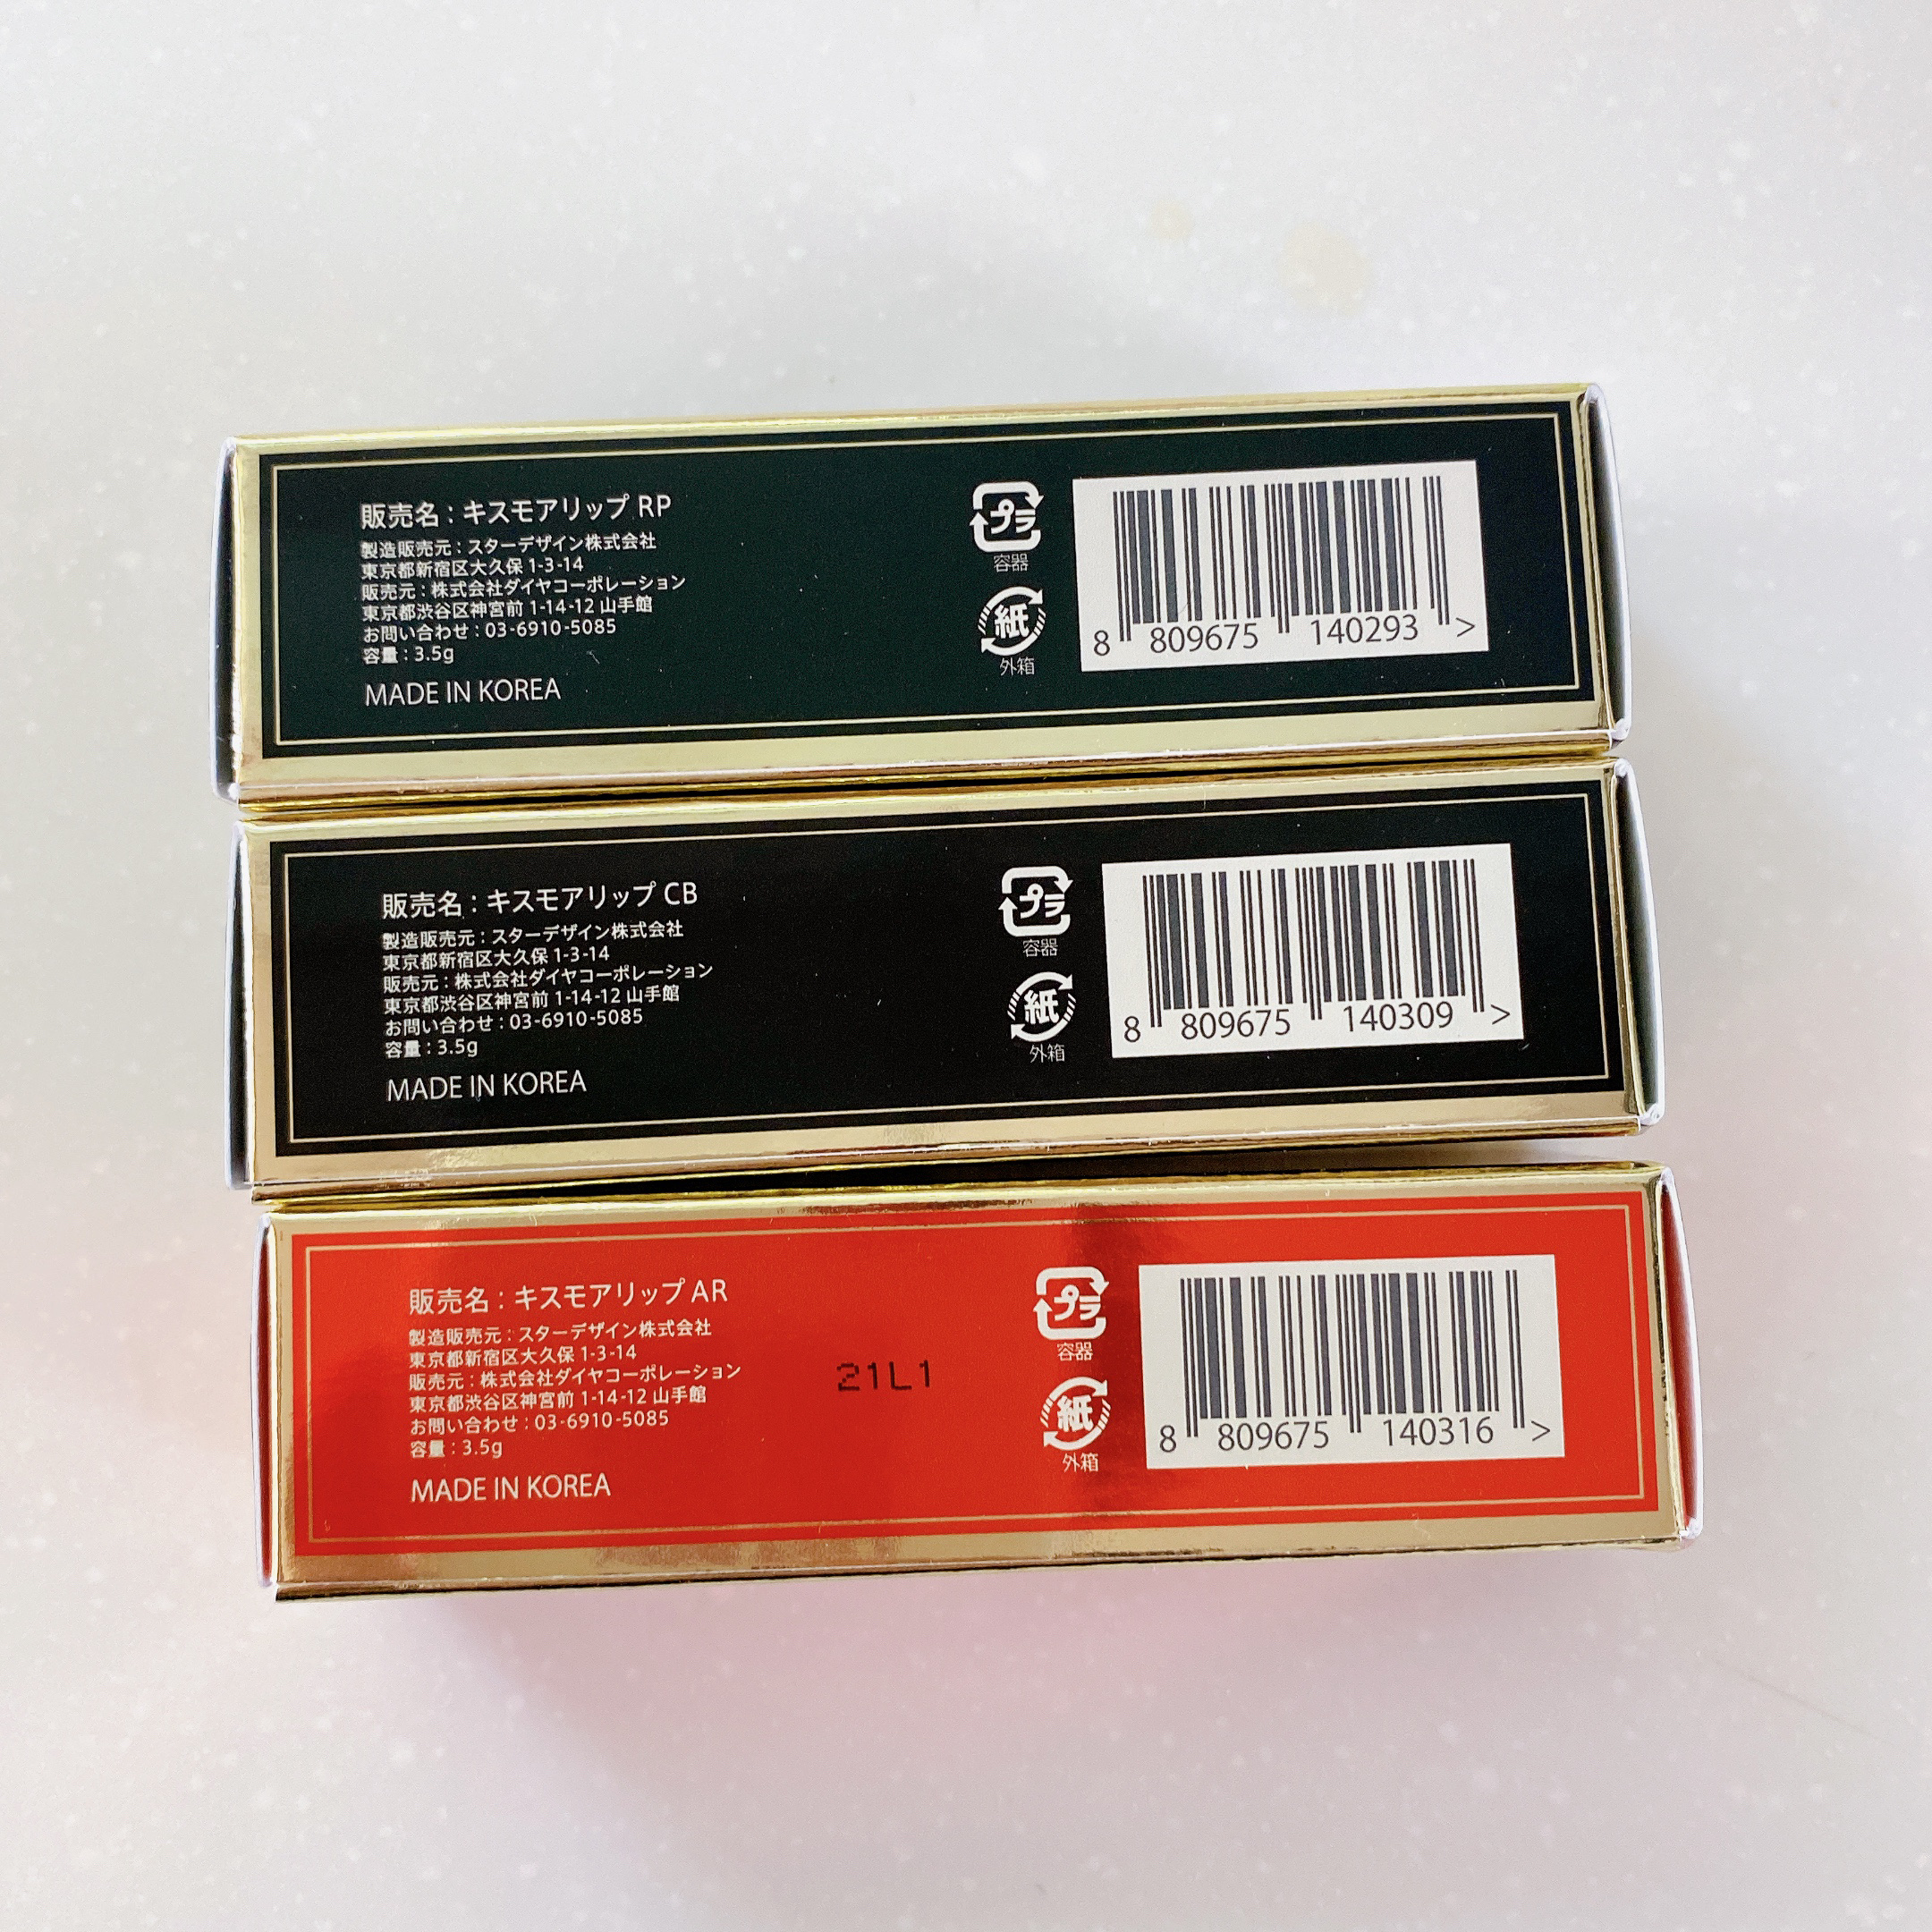 販売名 : キスモアリップ RP
製造販売元 : スターデザイン株式会社
東京都新宿区大久保 1-3-14
販売元 : 株式会社ダイヤコーポレーション
東京都渋谷区神宮前 1-14-12 山手館
お問い合わせ : 03-6910-5085
容量 : 3.5g
MADE IN KOREA
プラ
容器
紙
外箱
8 809675 140293 >
販売名 : キスモアリップ CB
製造販売元 : スターデザイン株式会社
東京都新宿区大久保 1-3-14
販売元 : 株式会社ダイヤコーポレーション
東京都渋谷区神宮前 1-14-12 山手館
お問い合わせ : 03-6910-5085
容量 : 3.5g
MADE IN KOREA
プラ
容器
紙
外箱
8 809675 140309 >
販売名 : キスモアリップ AR
製造販売元 : スターデザイン株式会社
東京都新宿区大久保 1-3-14
販売元 : 株式会社ダイヤコーポレーション
東京都渋谷区神宮前 1-14-12 山手館
お問い合わせ : 03-6910-5085
容量 : 3.5g
MADE IN KOREA
21L1
プラ
容器
紙
外箱
8 809675 140316 >